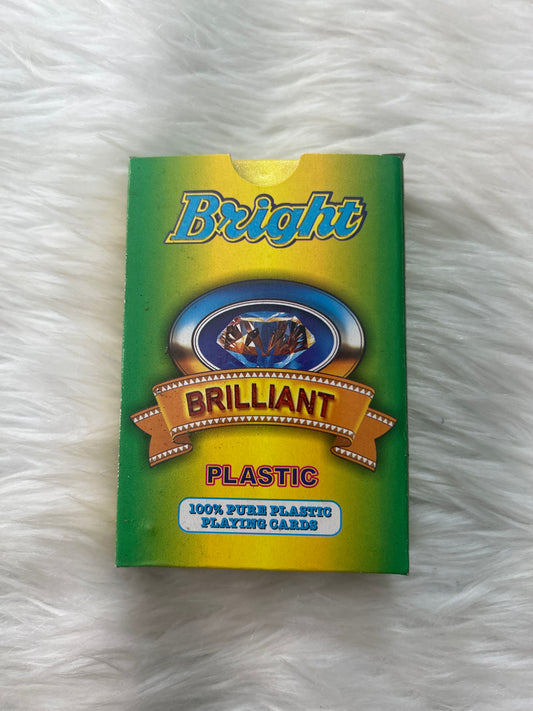 Bright
BRILLIANT
PLASTIC
100% PURE PLASTIC
PLAYING CARDS